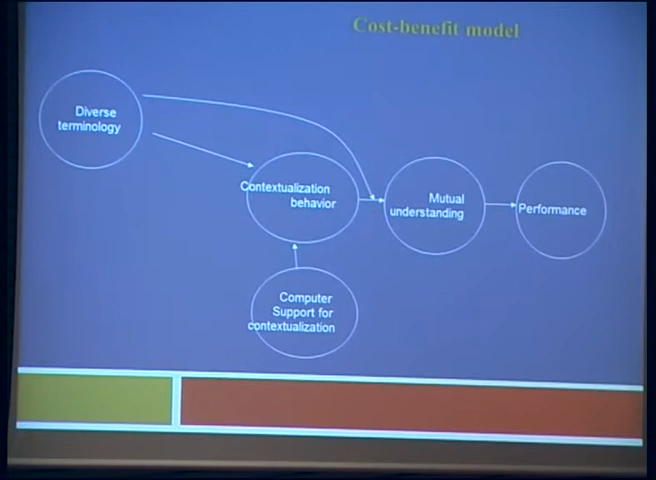 Cost-benefit model
Diverse
terminology
Contextualization
behavior
Mutual
understanding
Performance
Computer
Support for
contextualization